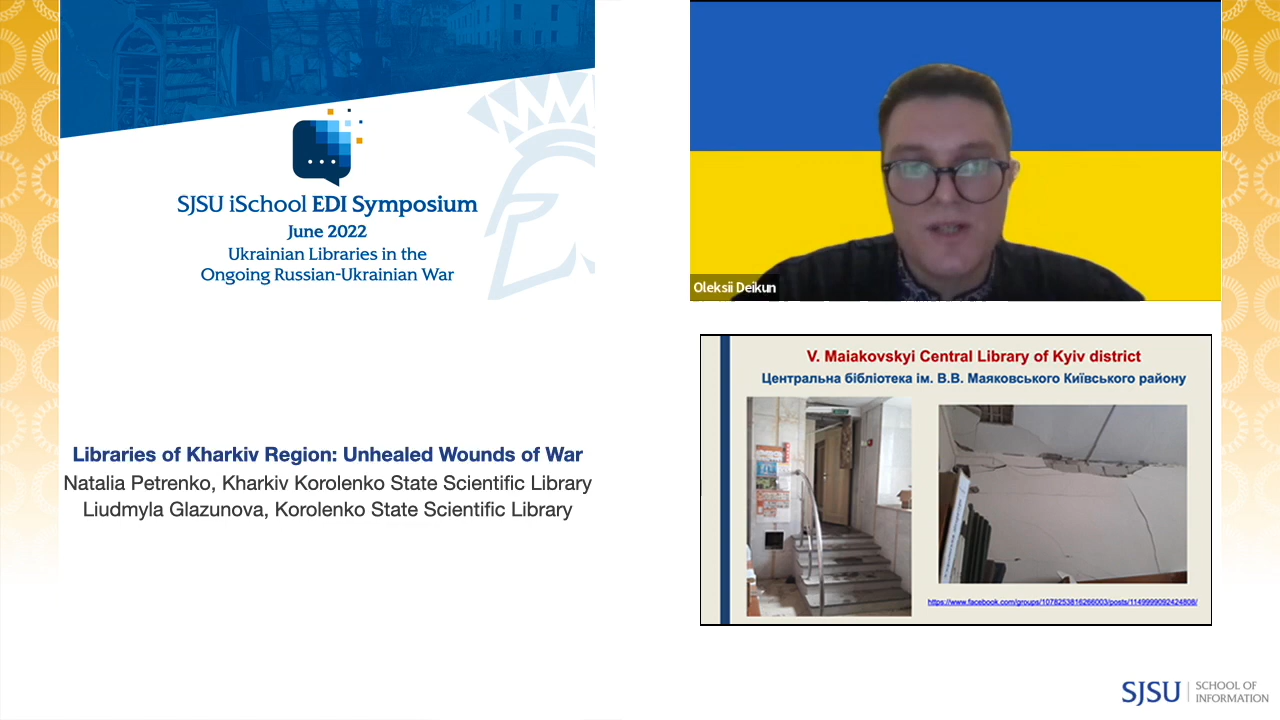 SJSU iSchool EDI Symposium
June 2022
Ukrainian Libraries in the
Ongoing Russian-Ukrainian War
Libraries of Kharkiv Region: Unhealed Wounds of War
Natalia Petrenko, Kharkiv Korolenko State Scientific Library
Liudmyla Glazunova, Korolenko State Scientific Library
Oleksii Deikun
V. Maiakovskyi Central Library of Kyiv district
Центральна бібліотека ім. В.В. Маяковського Київського району
https://www.facebook.com/groups/1078253816266003/posts/1149999092424808/
SJSU SCHOOL OF
INFORMATION